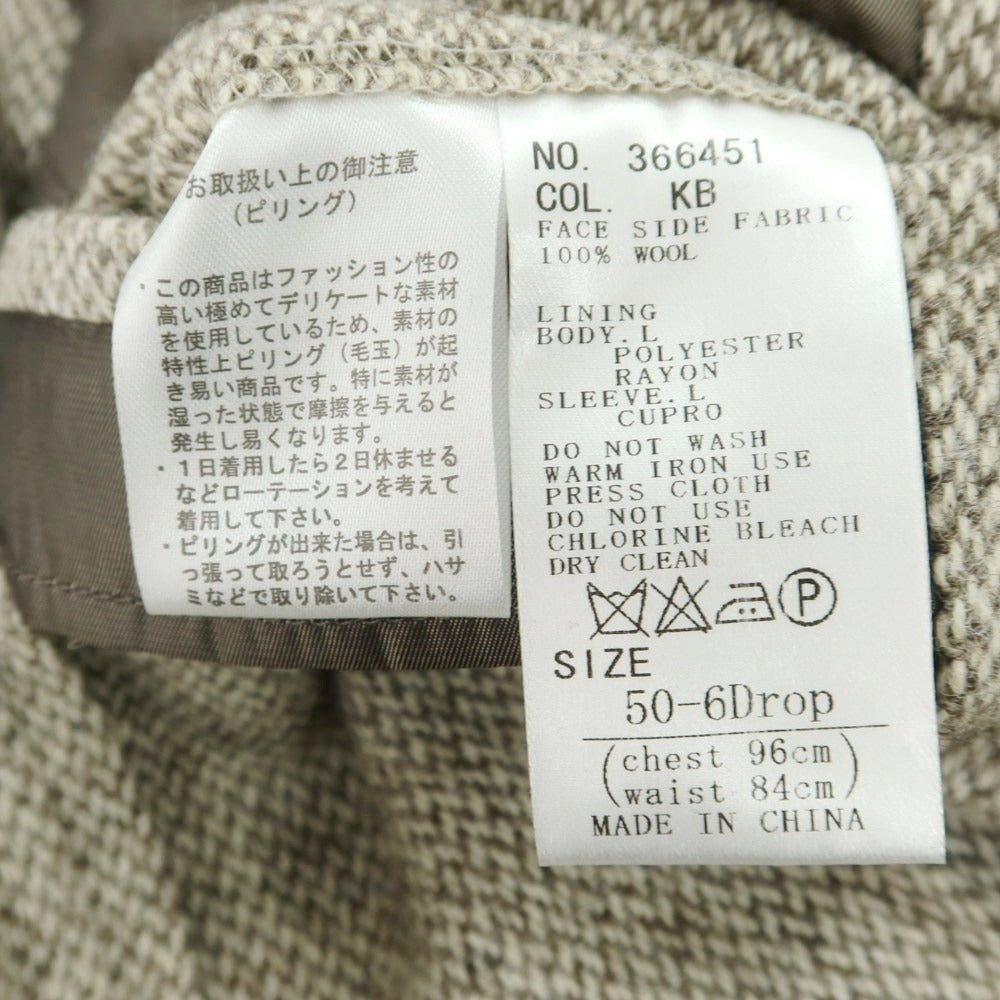 お取扱い上の御注意
(ピリング)
・この商品はファッション性の
高い極めてデリケートな素材
を使用しているため、素材の
特性上ピリング(毛玉)が起
き易い商品です。特に素材が
湿った状態で摩擦を与えると
発生し易くなります。
・1日着用したら2日休ませる
などローテーションを考えて
着用して下さい。
・ピリングが出来た場合は、引
っ張って取ろうとせず、ハサ
ミなどで取り除いて下さい。
NO. 366451
COL. KB
FACE SIDE FABRIC
100% WOOL
LINING
BODY.L
POLYESTER
RAYON
SLEEVE.L
CUPRO
DO NOT WASH
WARM IRON USE
PRESS CLOTH
DO NOT USE
CHLORINE BLEACH
DRY CLEAN
P
SIZE
50-6Drop
(chest 96cm
waist 84cm)
MADE IN CHINA